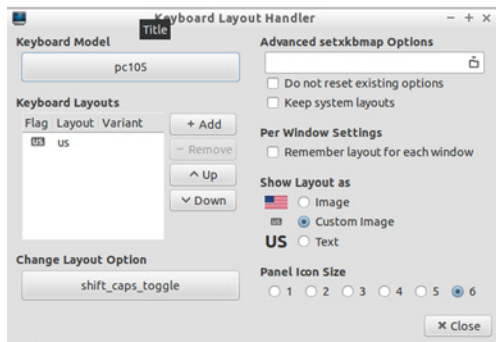 Keyboard Layout Handler
Title
Keyboard Model
pc105
Keyboard Layouts
Flag Layout Variant
US us
+ Add
− Remove
Up
Down
Change Layout Option
shift_caps_toggle
Advanced setxkbmap Options
Do not reset existing options
Keep system layouts
Per Window Settings
Remember layout for each window
Show Layout as
Image
US Custom Image
US Text
Panel Icon Size
1 2 3 4 5 6
Close